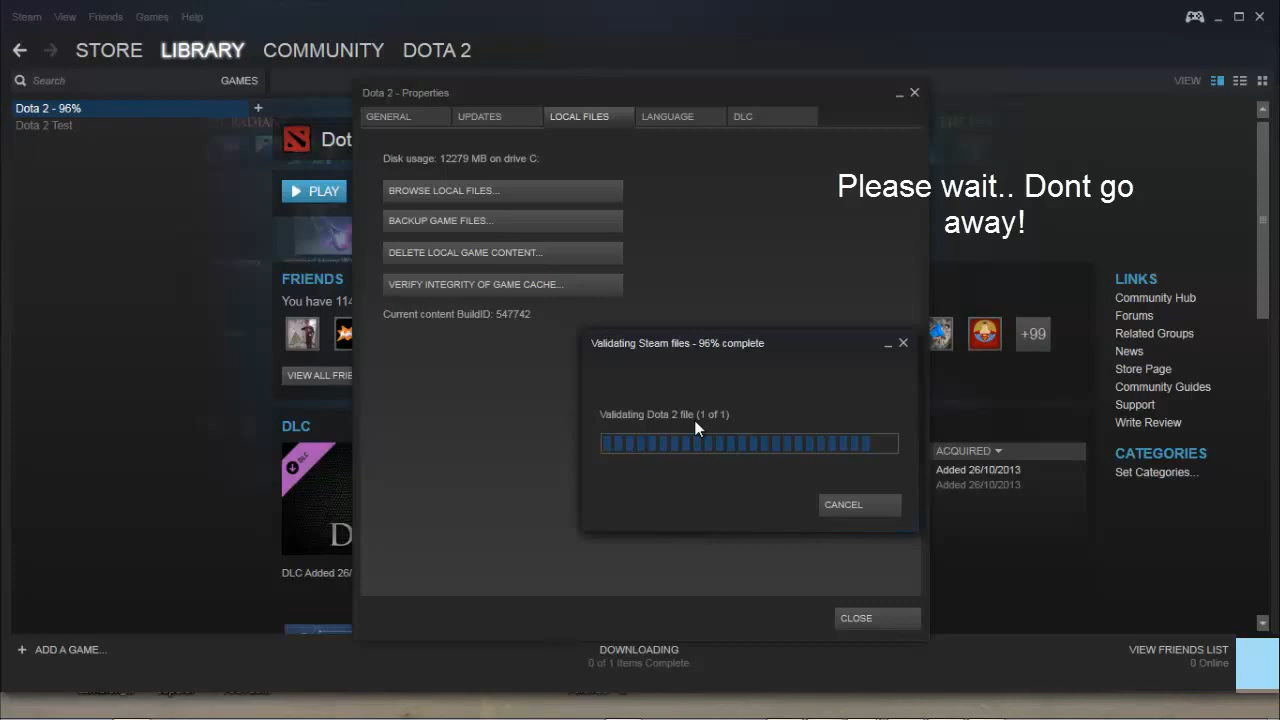 Steam View Friends Games Help
STORE LIBRARY COMMUNITY DOTA 2
Search GAMES VIEW
Dota 2 - 96% +
Dota 2 Test
Dota 2 - Properties
GENERAL UPDATES LOCAL FILES LANGUAGE DLC
Disk usage: 12279 MB on drive C:
BROWSE LOCAL FILES...
BACKUP GAME FILES...
DELETE LOCAL GAME CONTENT...
VERIFY INTEGRITY OF GAME CACHE...
Current content BuildID: 547742
Please wait.. Dont go
away!
Dot
PLAY
FRIENDS
You have 114
+99
VIEW ALL FRIE
DLC
DLC
D
DLC Added 26/
Validating Steam files - 96% complete
Validating Dota 2 file (1 of 1)
CANCEL
CLOSE
LINKS
Community Hub
Forums
Related Groups
News
Store Page
Community Guides
Support
Write Review
ACQUIRED
Added 26/10/2013
Added 26/10/2013
CATEGORIES
Set Categories...
+ ADD A GAME...
DOWNLOADING
0 of 1 Items Complete
VIEW FRIENDS LIST
0 Online